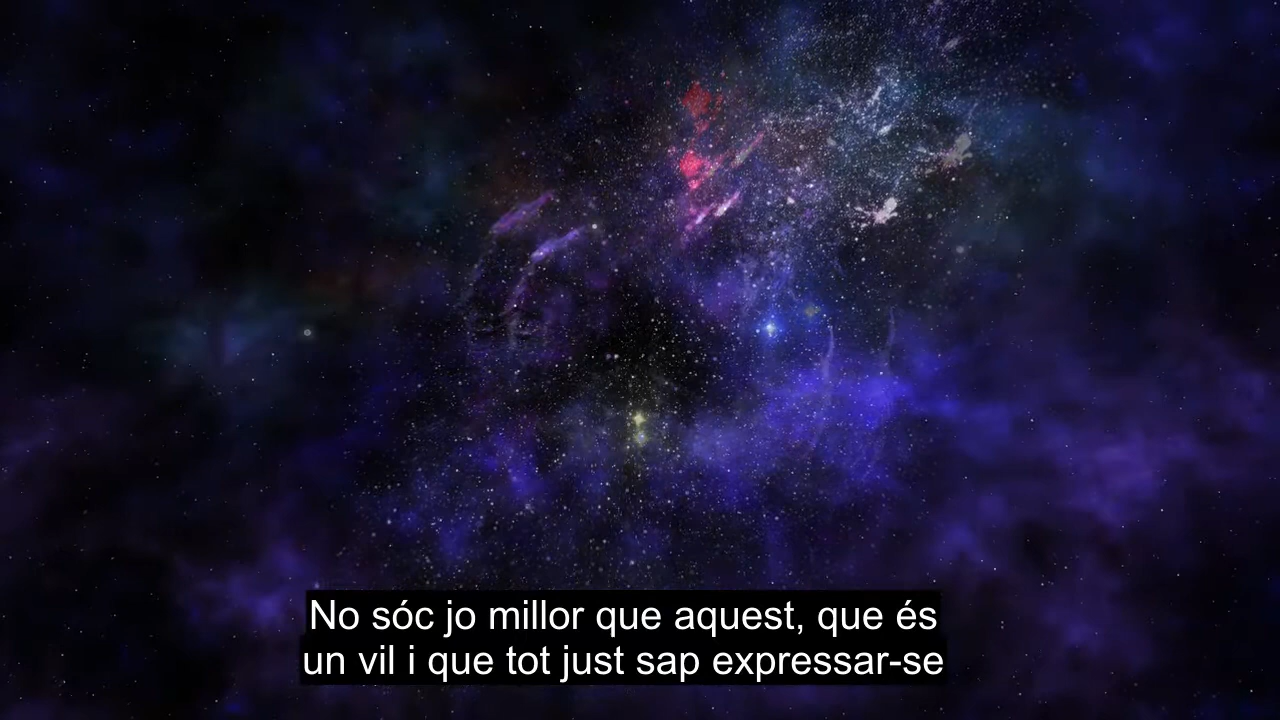 No sóc jo millor que aquest, que és
un vil i que tot just sap expressar-se